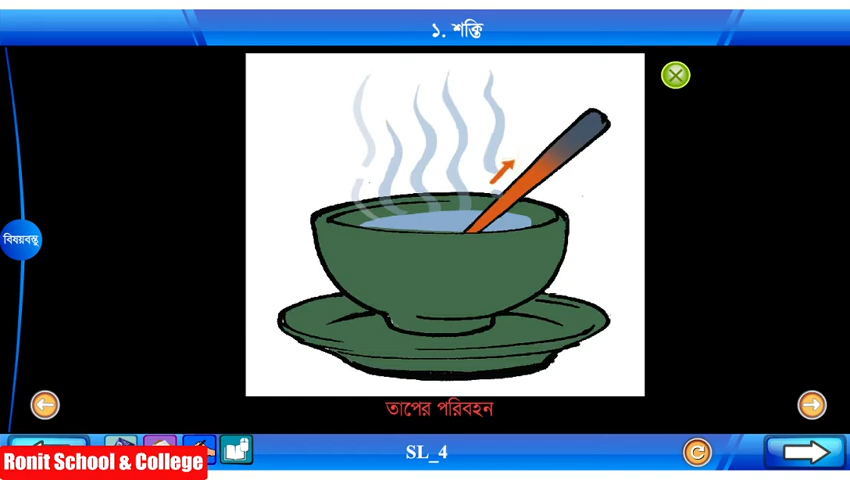 ১. শক্তি
বিষয়বস্তু
তাপের পরিবহন
SL_4
Ronit School & College